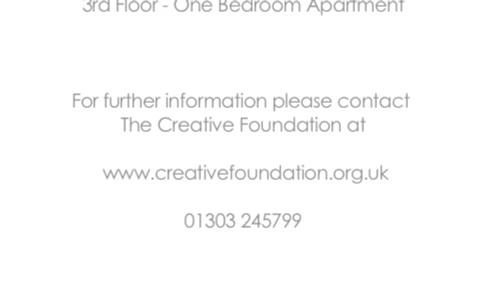 3rd Floor - One Bedroom Apartment
For further information please contact
The Creative Foundation at
www.creativefoundation.org.uk
01303 245799